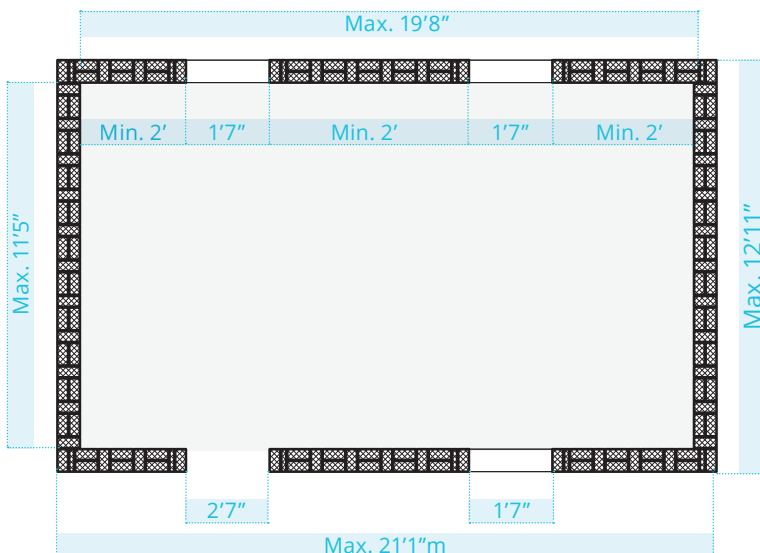 Max. 19’8”
Min. 2’ 1’7” Min. 2’ 1’7” Min. 2’
Max. 11’5”
Max. 12’11”
2’7” 1’7”
Max. 21’1”m